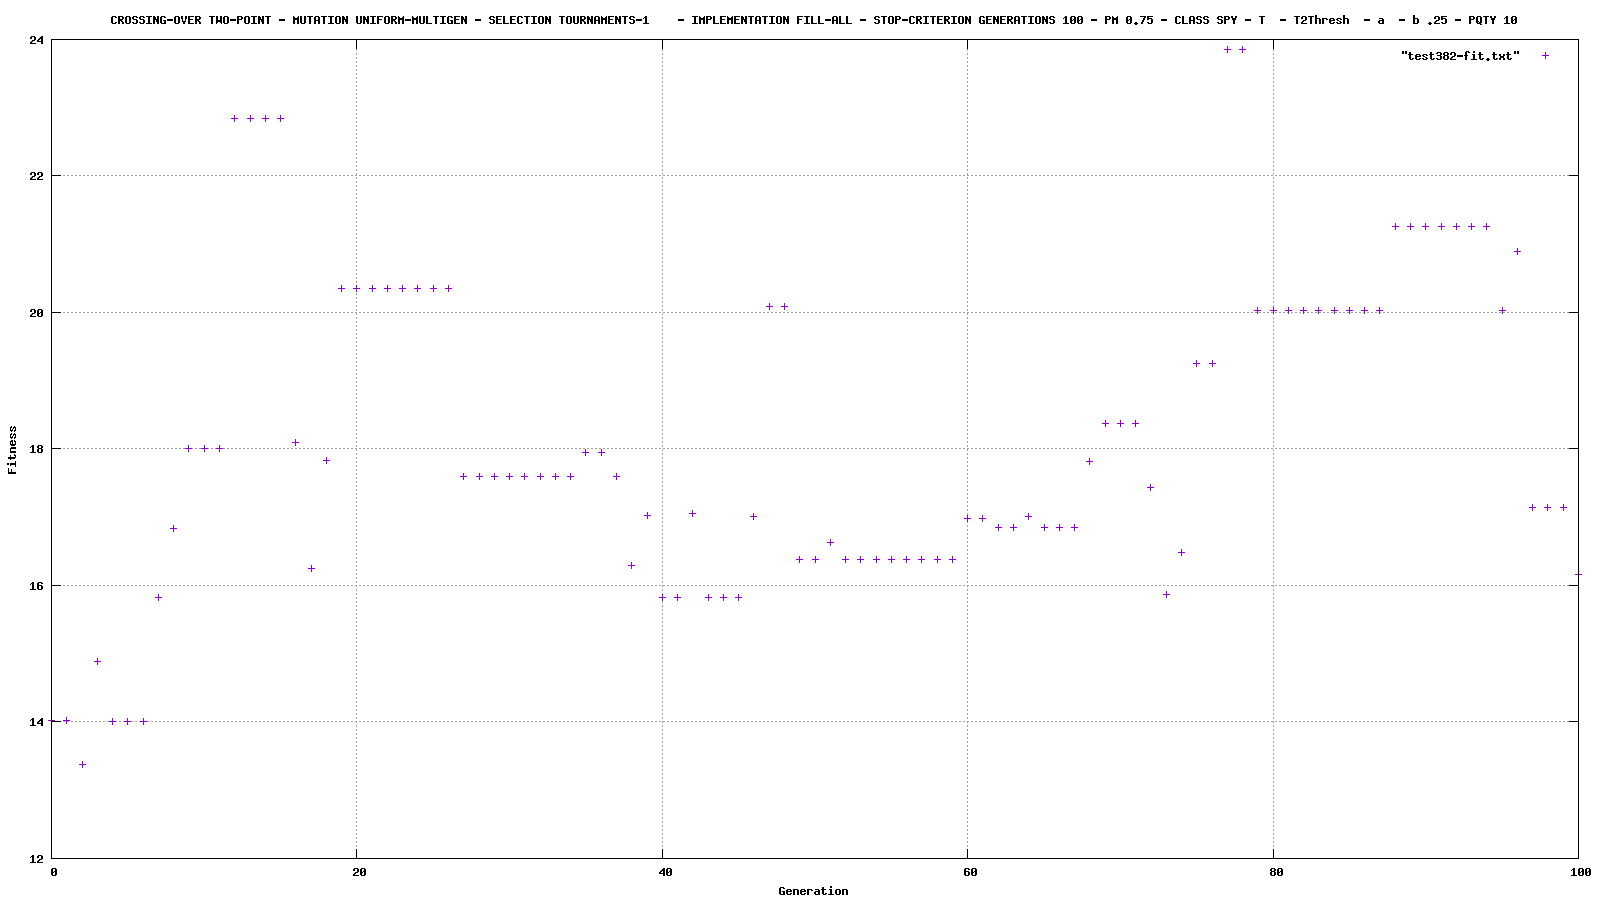 CROSSING-OVER TWO-POINT - MUTATION UNIFORM-MULTIGEN - SELECTION TOURNAMENTS-1 - IMPLEMENTATION FILL-ALL - STOP-CRITERION GENERATIONS 100 - PM 0.75 - CLASS SPY - T - T2Thresh - a - b .25 - PQTY 10
24
"test382-fit.txt"
22
20
18
Fitness
16
14
12
0 20 40 60 80 100
Generation